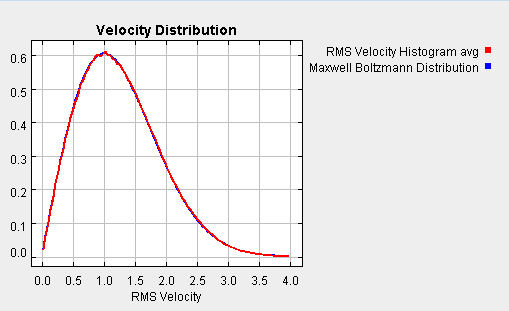 Velocity Distribution
RMS Velocity Histogram avg
Maxwell Boltzmann Distribution
0.6
0.5
0.4
0.3
0.2
0.1
0.0
0.0 0.5 1.0 1.5 2.0 2.5 3.0 3.5 4.0
RMS Velocity